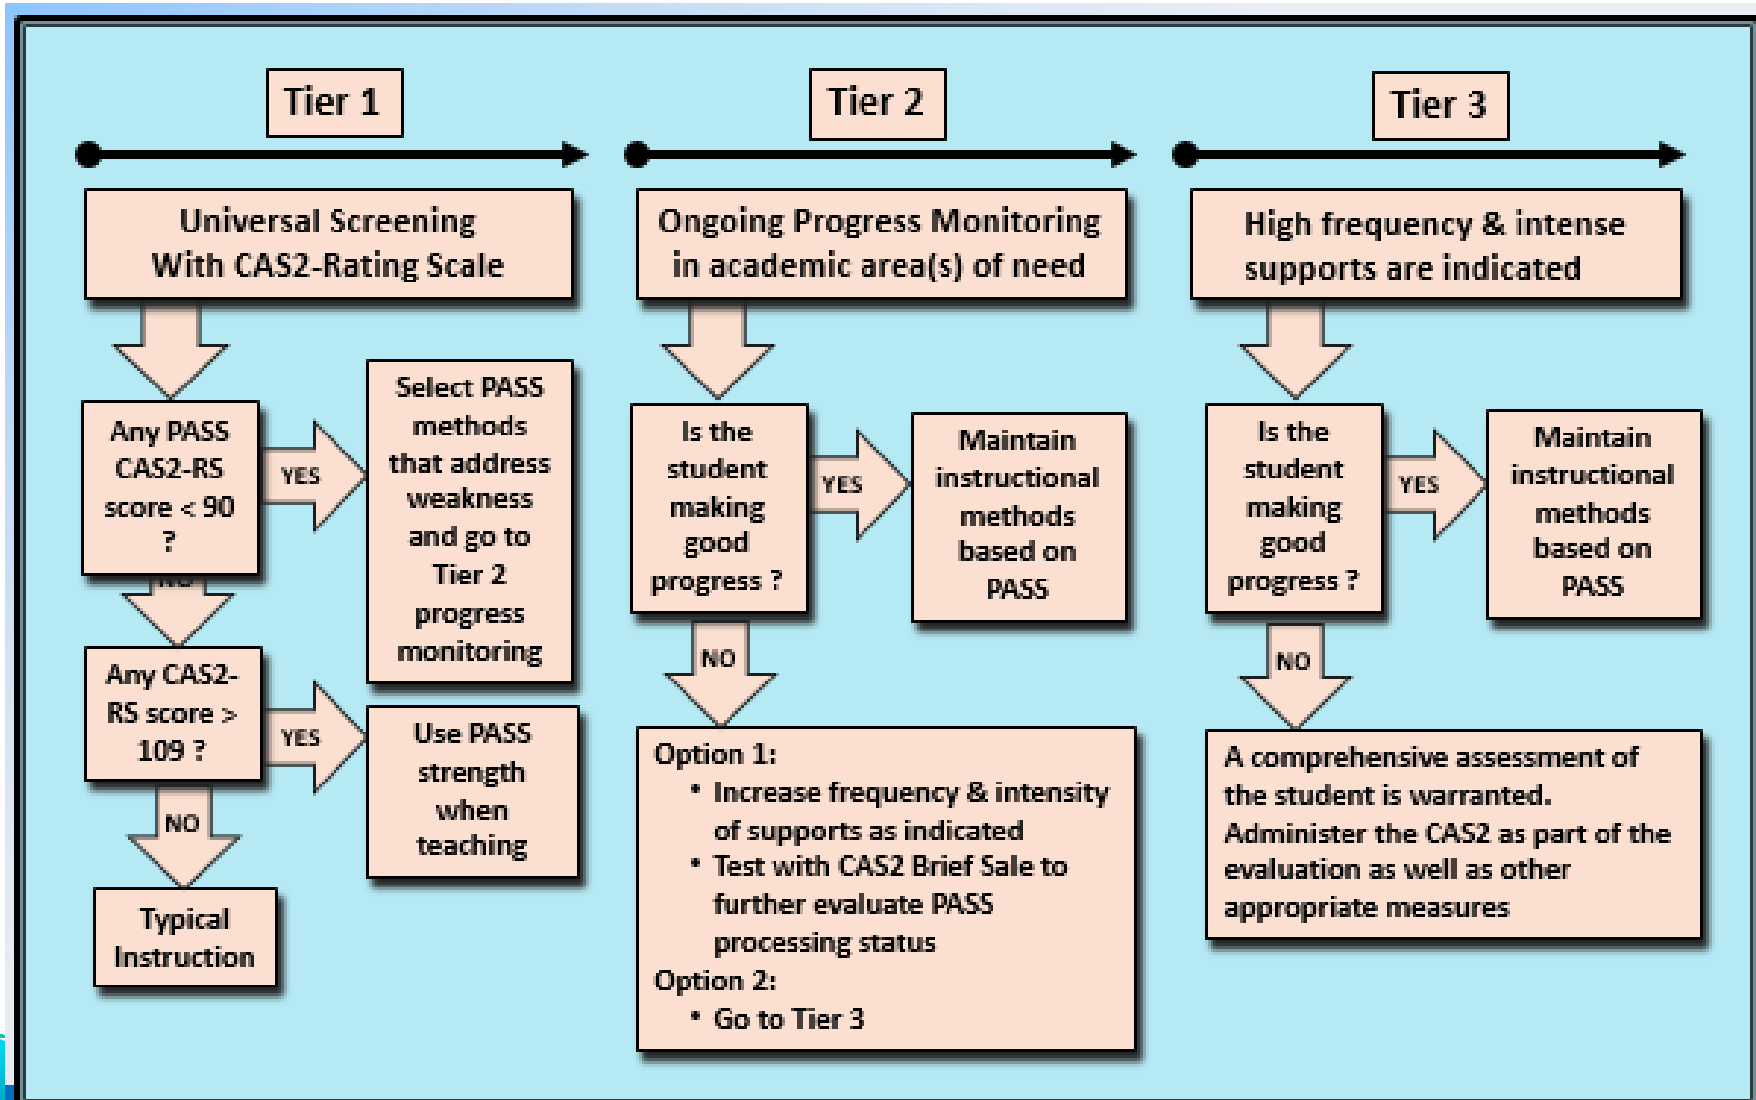 Tier 1
Universal Screening
With CAS2-Rating Scale
Any PASS
CAS2-RS
score < 90
?
YES
Select PASS
methods
that address
weakness
and go to
Tier 2
progress
monitoring
NO
Any CAS2-
RS score >
109 ?
YES
Use PASS
strength
when
teaching
NO
Typical
Instruction
Tier 2
Ongoing Progress Monitoring
in academic area(s) of need
Is the
student
making
good
progress ?
YES
Maintain
instructional
methods
based on
PASS
NO
Option 1:
• Increase frequency & intensity
of supports as indicated
• Test with CAS2 Brief Sale to
further evaluate PASS
processing status
Option 2:
• Go to Tier 3
Tier 3
High frequency & intense
supports are indicated
Is the
student
making
good
progress ?
YES
Maintain
instructional
methods
based on
PASS
NO
A comprehensive assessment of
the student is warranted.
Administer the CAS2 as part of the
evaluation as well as other
appropriate measures